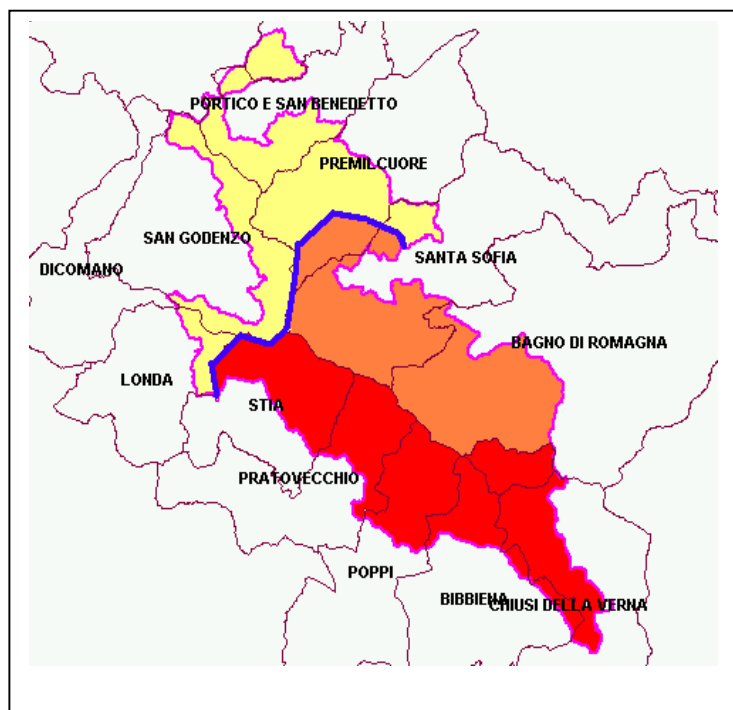 PORTICO E SAN BENEDETTO
PREMILCUORE
SAN GODENZO
SANTA SOFIA
DICOMANO
BAGNO DI ROMAGNA
LONDA
STIA
PRATOVECCHIO
POPPI
BIBBIENA
CHIUSI DELLA VERNA